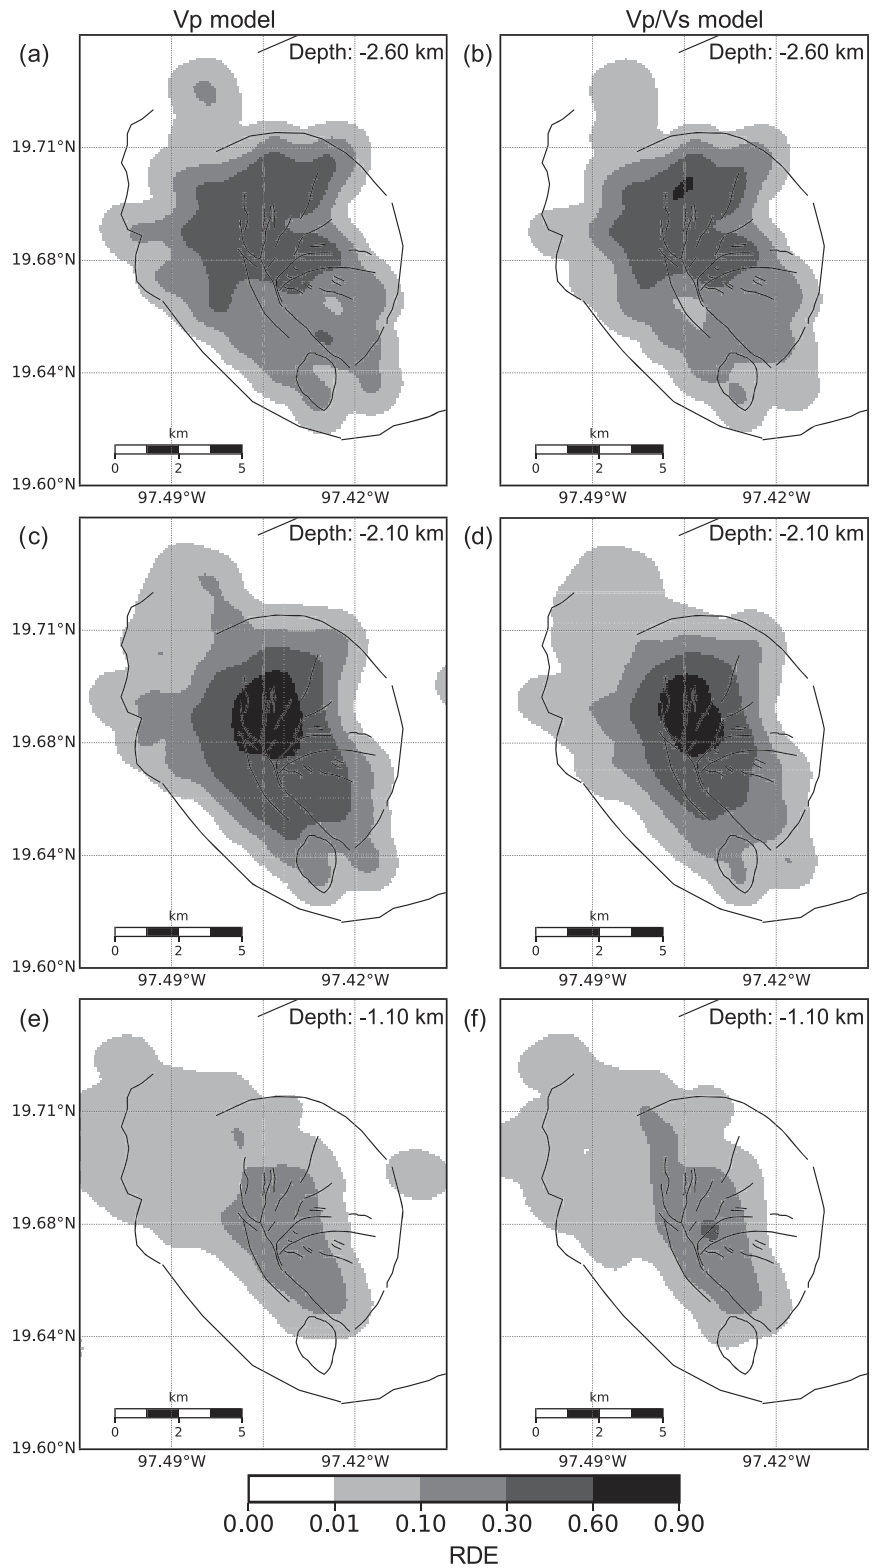 Vp model
Vp/Vs model
(a)
Depth: -2.60 km
(b)
Depth: -2.60 km
19.71°N
19.68°N
19.64°N
19.60°N
km
0 2 5
km
0 2 5
97.49°W 97.42°W
97.49°W 97.42°W
(c)
Depth: -2.10 km
(d)
Depth: -2.10 km
19.71°N
19.68°N
19.64°N
19.60°N
km
0 2 5
km
0 2 5
97.49°W 97.42°W
97.49°W 97.42°W
(e)
Depth: -1.10 km
(f)
Depth: -1.10 km
19.71°N
19.68°N
19.64°N
19.60°N
km
0 2 5
km
0 2 5
97.49°W 97.42°W
97.49°W 97.42°W
0.00 0.01 0.10 0.30 0.60 0.90
RDE